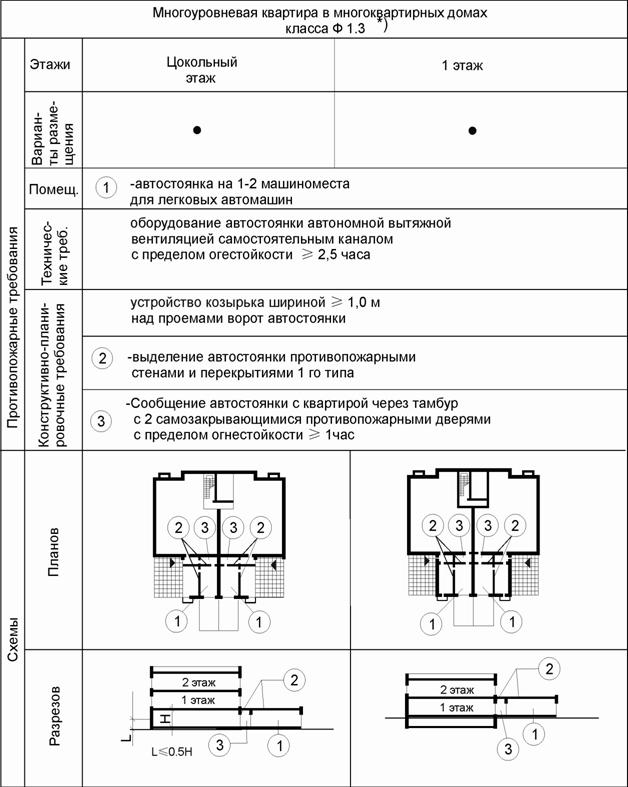 Многоуровневая квартира в многоквартирных домах
класса Ф 1.3 *)
Противопожарные требования
Этажи
Цокольный
этаж
1 этаж
Вариан-
ты разме-
щения
●
●
Помещ.
1
-автостоянка на 1-2 машиноместа
для легковых автомашин
Техничес-
кие треб.
оборудование автостоянки автономной вытяжной
вентиляцией самостоятельным каналом
с пределом огестойкости ⩾ 2,5 часа
Конструктивно-плани-
ровочные требования
устройство козырька шириной ⩾ 1,0 м
над проемами ворот автостоянки
2
-выделение автостоянки противопожарными
стенами и перекрытиями 1 го типа
3
-Сообщение автостоянки с квартирой через тамбур
с 2 самозакрывающимися противопожарными дверями
с пределом огнестойкости ⩾ 1час
Схемы
Планов
2 3 3 2
1 1
2 3 3 2
1 1
Разрезов
2 этаж
1 этаж
H
L
L⩽0.5H
2
3
1
2 этаж
1 этаж
2
3
1